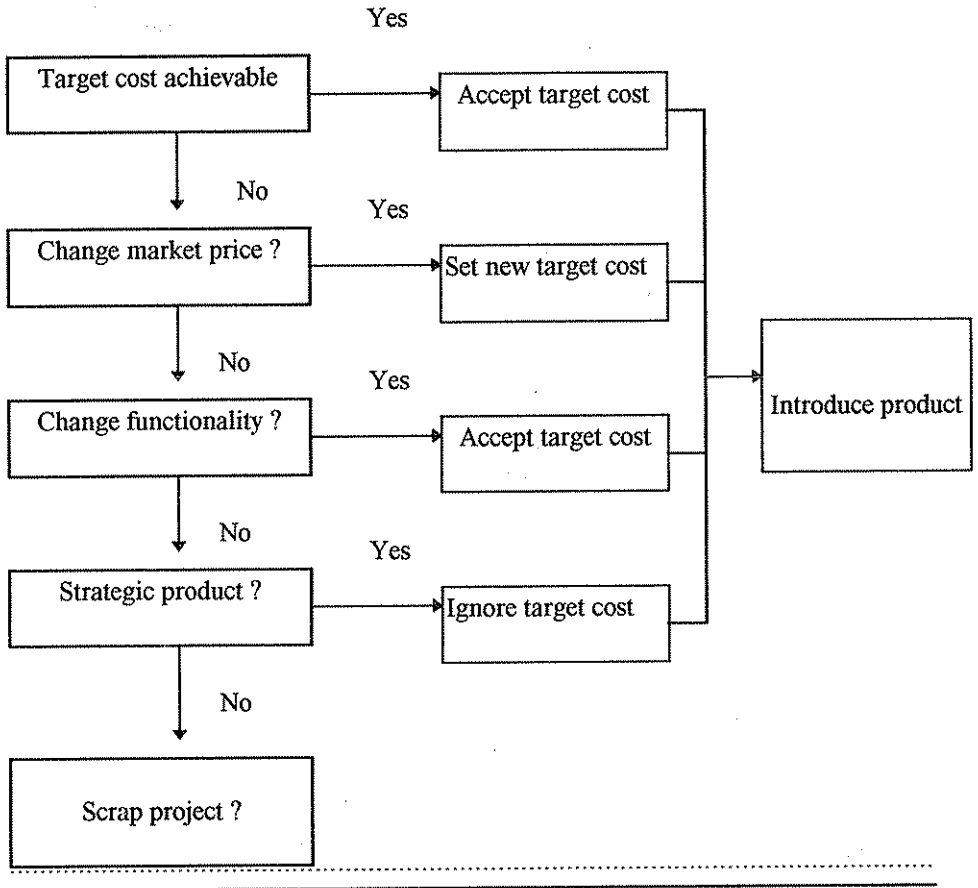 Yes
Target cost achievable
Accept target cost
No
Yes
Change market price ?
Set new target cost
No
Yes
Change functionality ?
Accept target cost
Introduce product
No
Yes
Strategic product ?
Ignore target cost
No
Scrap project ?